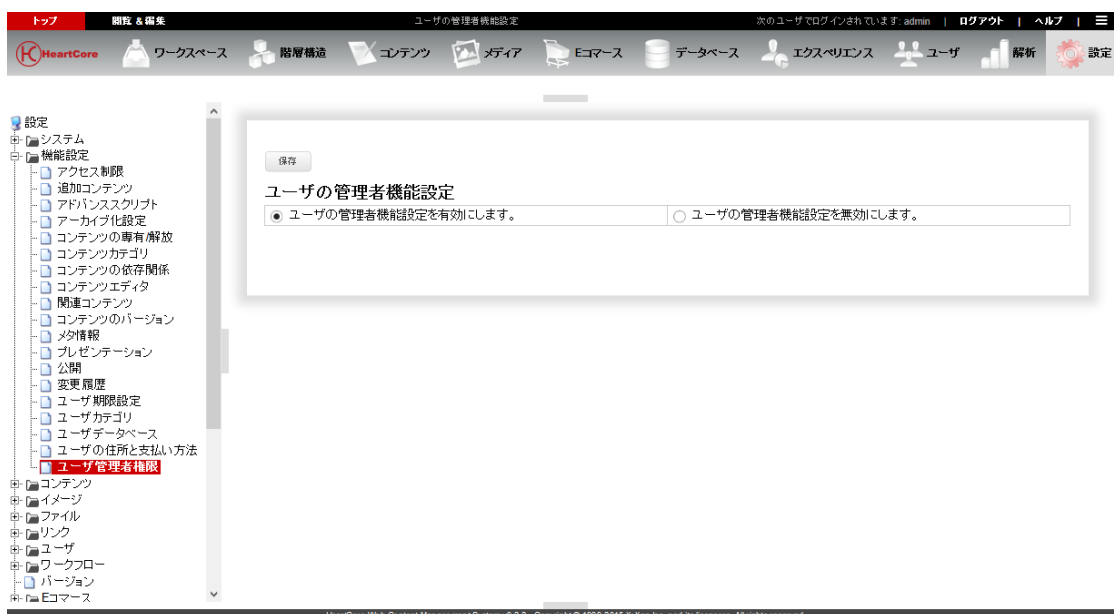 トップ 閲覧 & 編集 ユーザの管理者機能設定 次のユーザでログインされています: admin | ログアウト | ヘルプ |
HeartCore ワークスペース 階層構造 コンテンツ メディア Eコマース データベース エクスペリエンス ユーザ 解析 設定
設定
システム
機能設定
アクセス制限
追加コンテンツ
アドバンススクリプト
アーカイブ化設定
コンテンツの専有/解放
コンテンツカテゴリ
コンテンツの依存関係
コンテンツエディタ
関連コンテンツ
コンテンツのバージョン
メタ情報
プレゼンテーション
公開
変更履歴
ユーザ期限設定
ユーザカテゴリ
ユーザデータベース
ユーザの住所と支払い方法
ユーザ管理者権限
コンテンツ
イメージ
ファイル
リンク
ユーザ
ワークフロー
バージョン
Eコマース
保存
ユーザの管理者機能設定
ユーザの管理者機能設定を有効にします。 ユーザの管理者機能設定を無効にします。